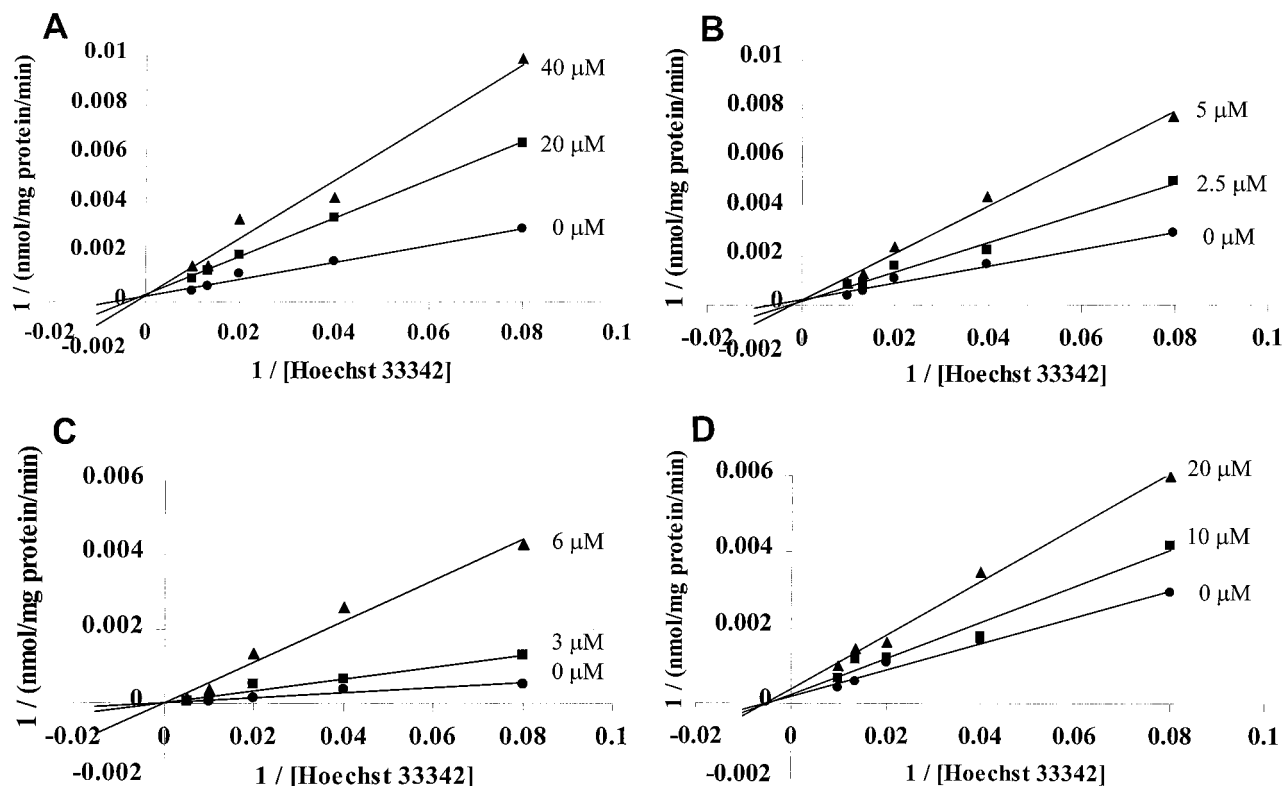 A
1 / (nmol/mg protein/min)
0.01
0.008
0.006
0.004
0.002
0
-0.002
-0.02
0
0.02
0.04
0.06
0.08
0.1
40 µM
20 µM
0 µM
1 / [Hoechst 33342]
B
1 / (nmol/mg protein/min)
0.01
0.008
0.006
0.004
0.002
0
-0.002
-0.02
0
0.02
0.04
0.06
0.08
0.1
5 µM
2.5 µM
0 µM
1 / [Hoechst 33342]
C
1 / (nmol/mg protein/min)
0.006
0.004
0.002
0
-0.002
-0.02
0
0.02
0.04
0.06
0.08
0.1
6 µM
3 µM
0 µM
1 / [Hoechst 33342]
D
1 / (nmol/mg protein/min)
0.006
0.004
0.002
0
-0.002
-0.02
0
0.02
0.04
0.06
0.08
0.1
20 µM
10 µM
0 µM
1 / [Hoechst 33342]